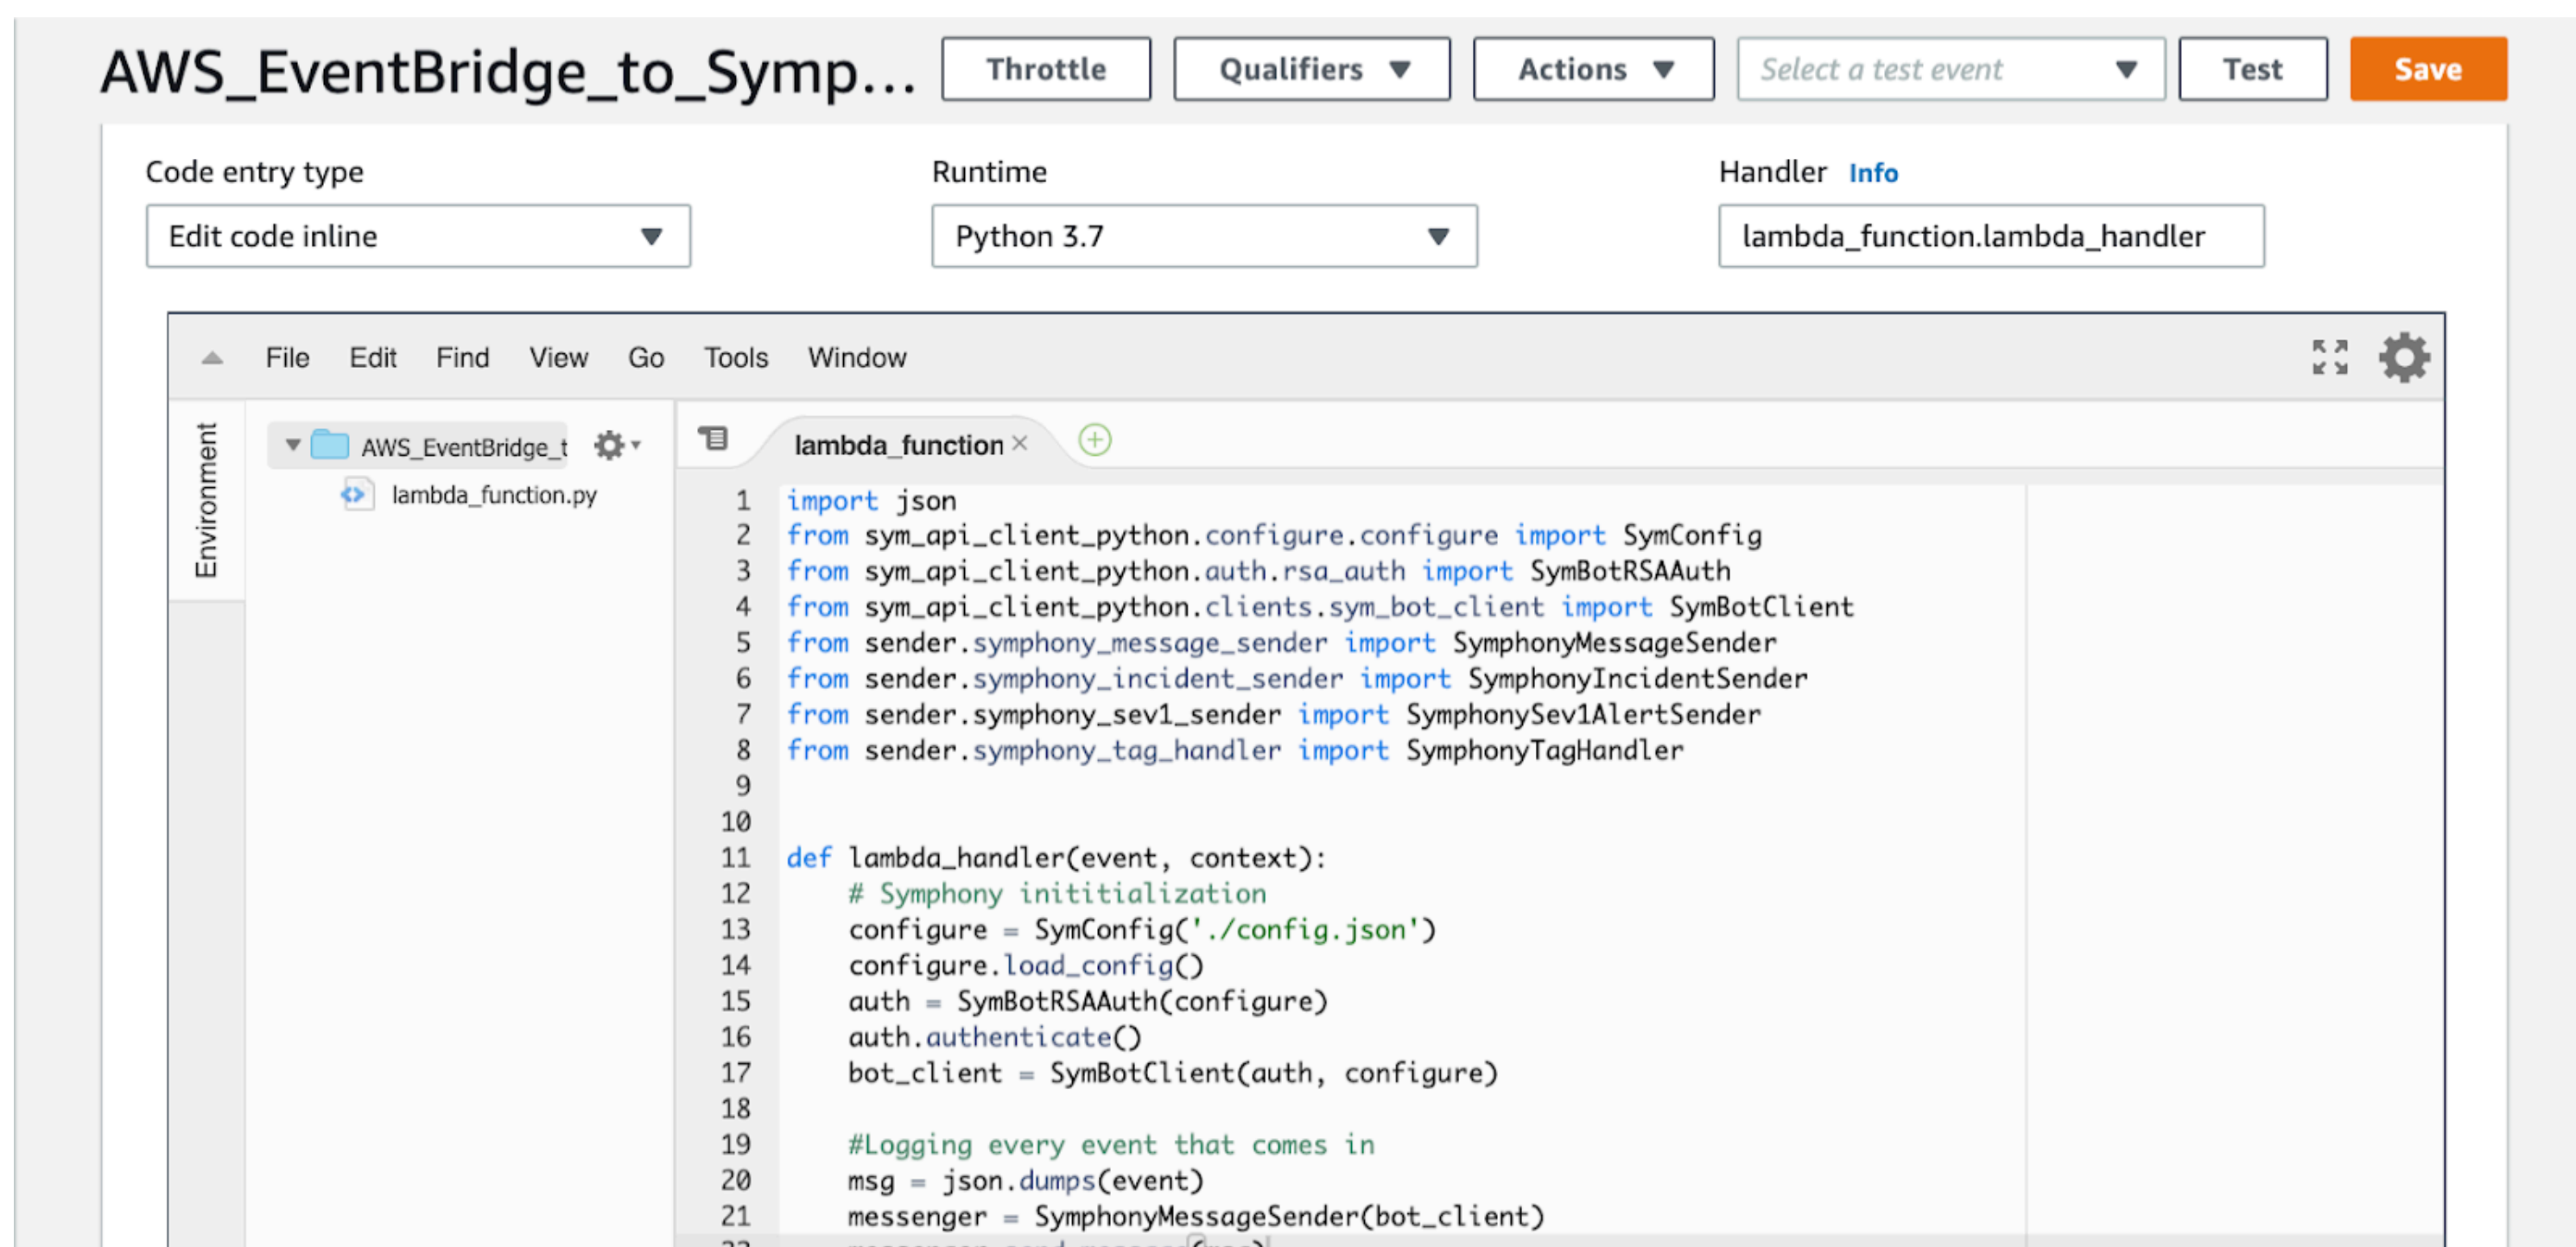 AWS_EventBridge_to_Symp... Throttle Qualifiers Actions Select a test event Test Save
Code entry type Runtime Handler Info
Edit code inline Python 3.7 lambda_function.lambda_handler
File Edit Find View Go Tools Window
Environment
AWS_EventBridge_t
lambda_function.py
lambda_function
1 import json
2 from sym_api_client_python.configure.configure import SymConfig
3 from sym_api_client_python.auth.rsa_auth import SymBotRSAAuth
4 from sym_api_client_python.clients.sym_bot_client import SymBotClient
5 from sender.symphony_message_sender import SymphonyMessageSender
6 from sender.symphony_incident_sender import SymphonyIncidentSender
7 from sender.symphony_sev1_sender import SymphonySev1AlertSender
8 from sender.symphony_tag_handler import SymphonyTagHandler
9
10
11 def lambda_handler(event, context):
12 # Symphony inititialization
13 configure = SymConfig('./config.json')
14 configure.load_config()
15 auth = SymBotRSAAuth(configure)
16 auth.authenticate()
17 bot_client = SymBotClient(auth, configure)
18
19 #Logging every event that comes in
20 msg = json.dumps(event)
21 messenger = SymphonyMessageSender(bot_client)